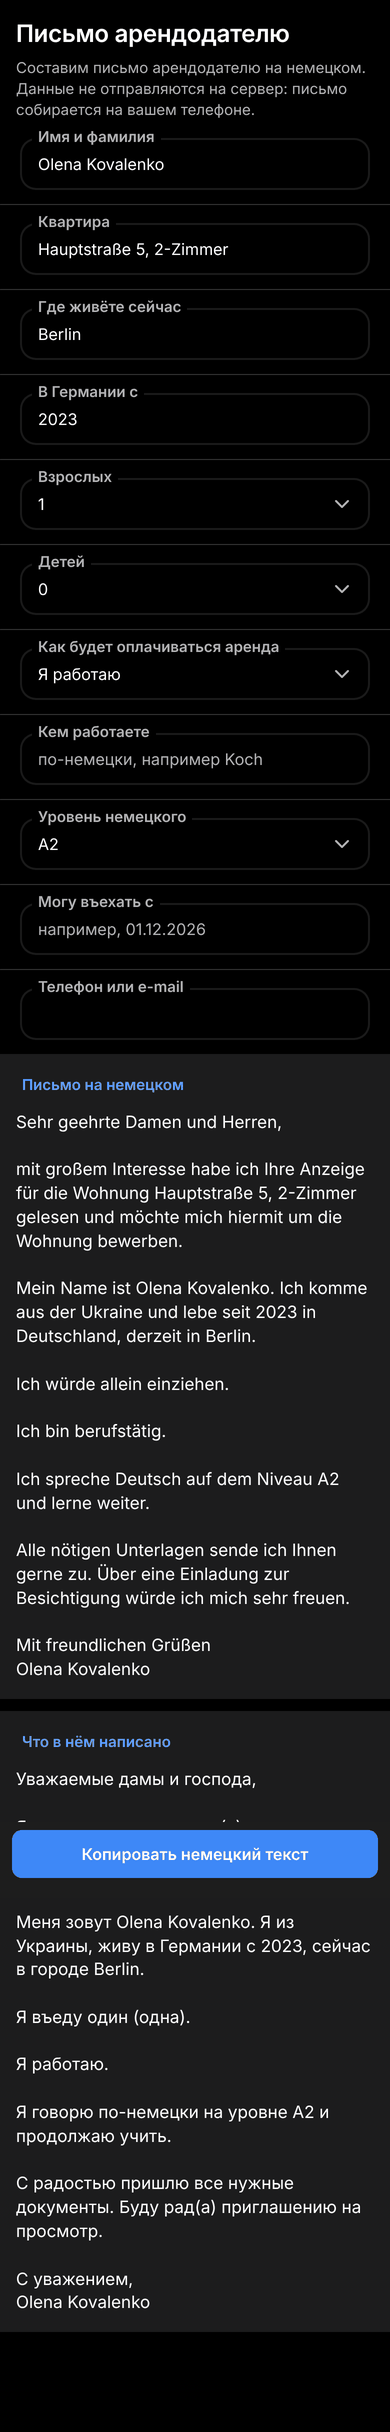 Письмо арендодателю
Составим письмо арендодателю на немецком.
Данные не отправляются на сервер: письмо
собирается на вашем телефоне.
Имя и фамилия
Olena Kovalenko
Квартира
Hauptstraße 5, 2-Zimmer
Где живёте сейчас
Berlin
В Германии с
2023
Взрослых
1
Детей
0
Как будет оплачиваться аренда
Я работаю
Кем работаете
по-немецки, например Koch
Уровень немецкого
A2
Могу въехать с
например, 01.12.2026
Телефон или e-mail
Письмо на немецком
Sehr geehrte Damen und Herren,
mit großem Interesse habe ich Ihre Anzeige
für die Wohnung Hauptstraße 5, 2-Zimmer
gelesen und möchte mich hiermit um die
Wohnung bewerben.
Mein Name ist Olena Kovalenko. Ich komme
aus der Ukraine und lebe seit 2023 in
Deutschland, derzeit in Berlin.
Ich würde allein einziehen.
Ich bin berufstätig.
Ich spreche Deutsch auf dem Niveau A2
und lerne weiter.
Alle nötigen Unterlagen sende ich Ihnen
gerne zu. Über eine Einladung zur
Besichtigung würde ich mich sehr freuen.
Mit freundlichen Grüßen
Olena Kovalenko
Что в нём написано
Уважаемые дамы и господа,
Копировать немецкий текст
Меня зовут Olena Kovalenko. Я из
Украины, живу в Германии с 2023, сейчас
в городе Berlin.
Я въеду один (одна).
Я работаю.
Я говорю по-немецки на уровне A2 и
продолжаю учить.
С радостью пришлю все нужные
документы. Буду рад(а) приглашению на
просмотр.
С уважением,
Olena Kovalenko